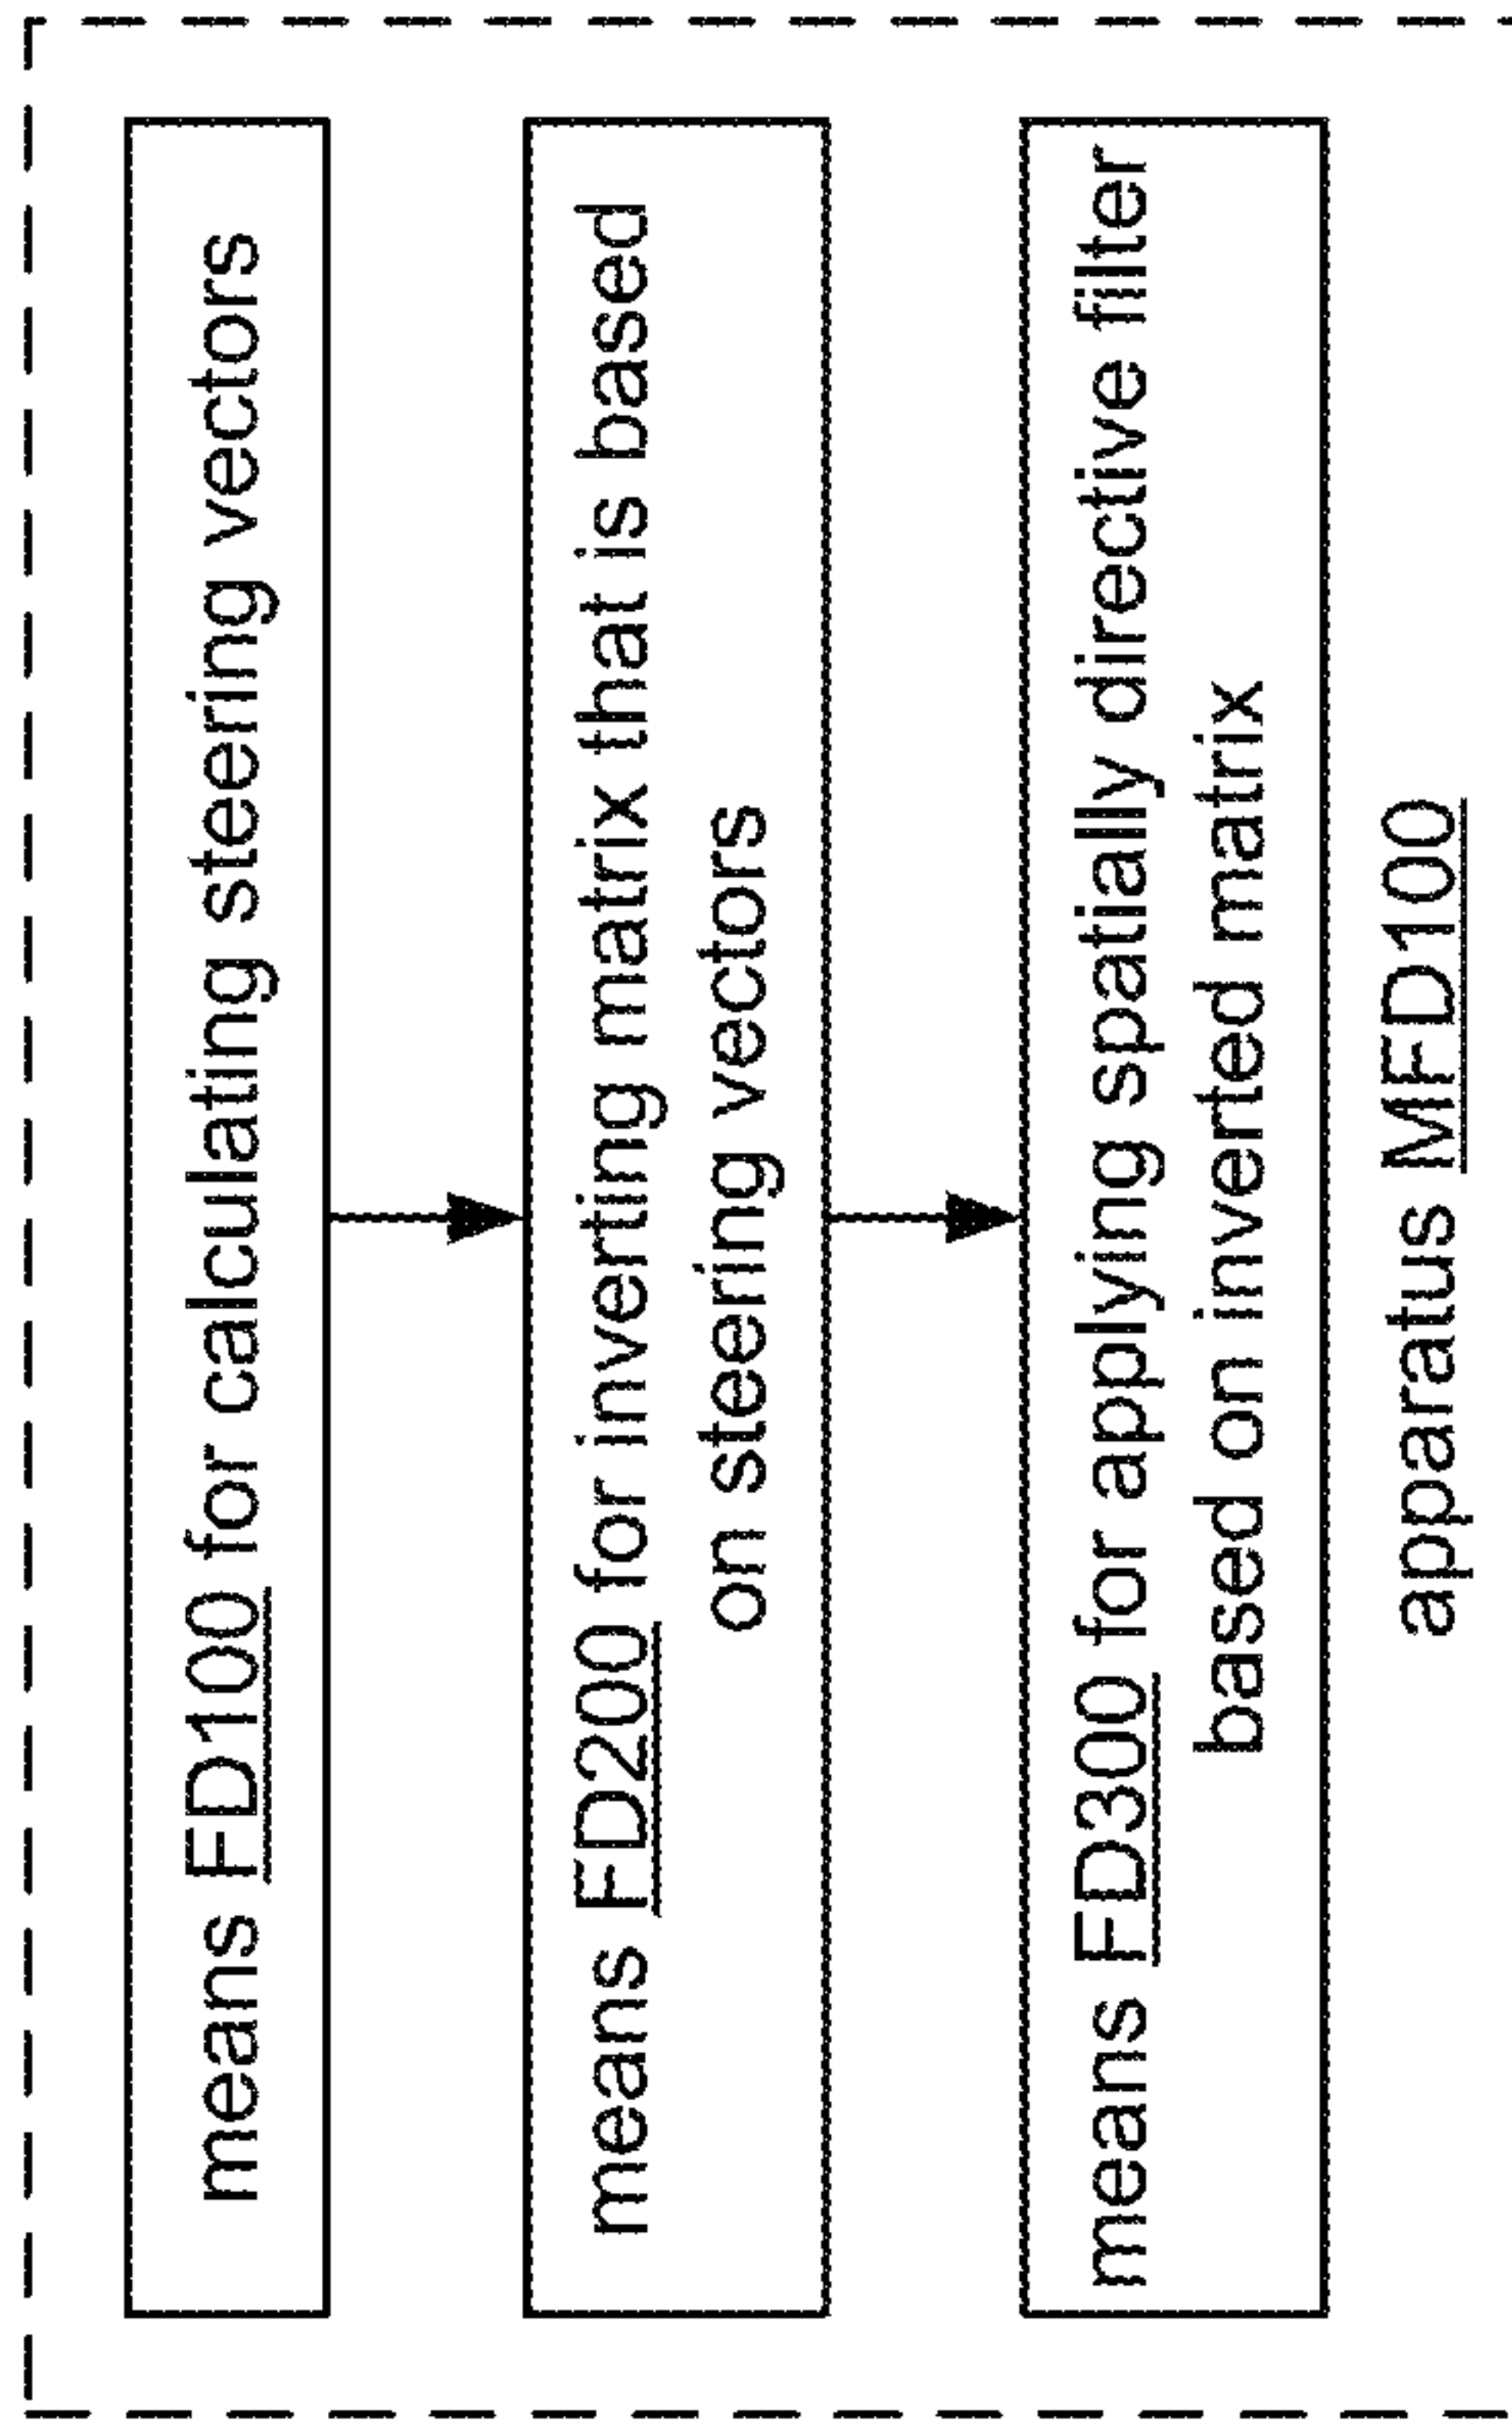 means FD100 for calculating steering vectors
means FD200 for inverting matrix that is based
on steering vectors
means FD300 for applying spatially directive filter
based on inverted matrix
apparatus MFD100